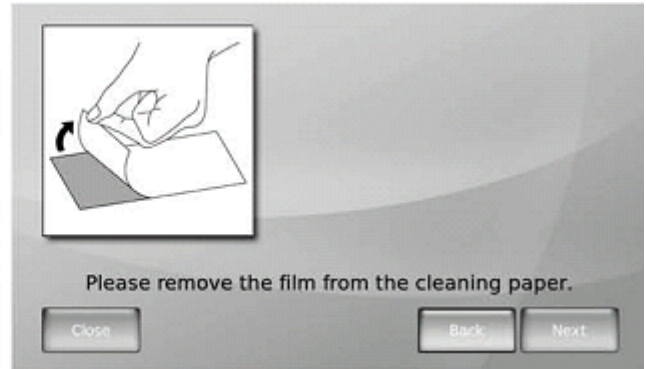 Please remove the film from the cleaning paper.
Close
Back
Next